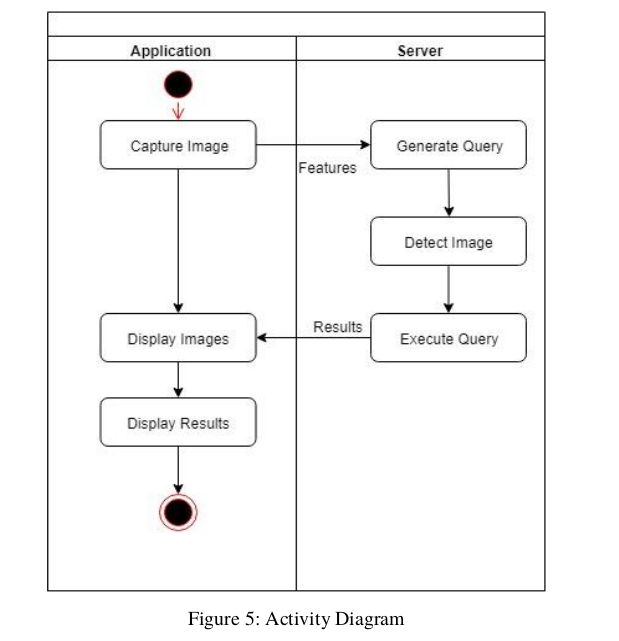 Application
Server
Capture Image
Generate Query
Features
Detect Image
Results
Display Images
Execute Query
Display Results
Figure 5: Activity Diagram